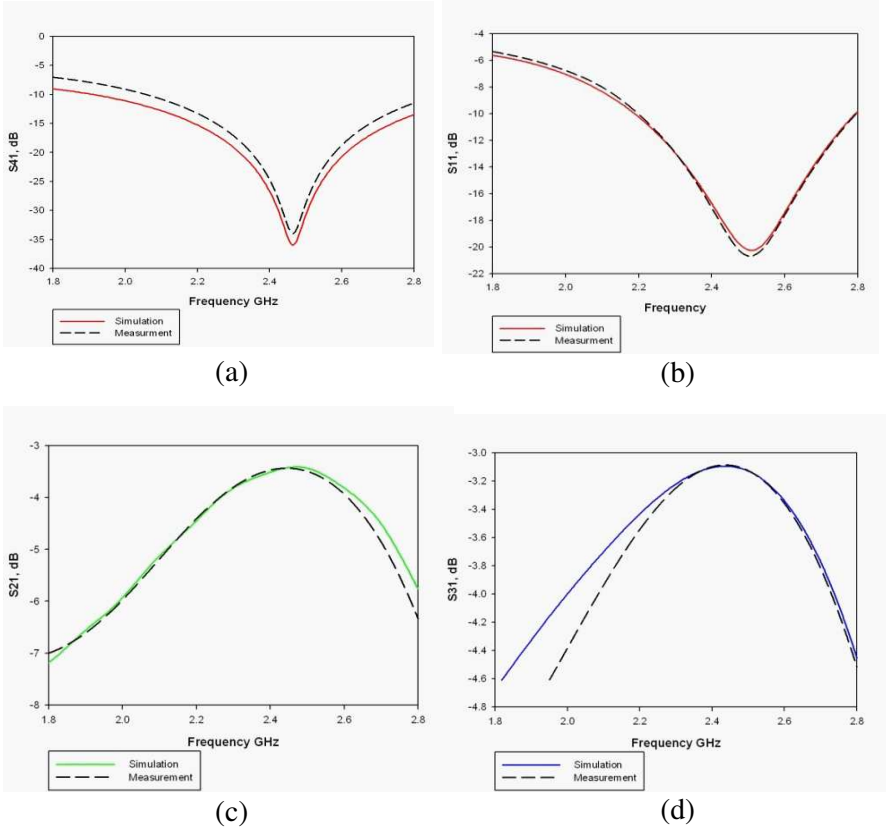 S41, dB
0
-5
-10
-15
-20
-25
-30
-35
-40
1.8 2.0 2.2 2.4 2.6 2.8
Frequency GHz
Simulation
Measurment
(a)
S11, dB
-4
-6
-8
-10
-12
-14
-16
-18
-20
-22
1.8 2.0 2.2 2.4 2.6 2.8
Frequency
Simulation
Measurment
(b)
S21, dB
-3
-4
-5
-6
-7
-8
1.8 2.0 2.2 2.4 2.6 2.8
Frequency GHz
Simulation
Measurement
(c)
S31, dB
-3.0
-3.2
-3.4
-3.6
-3.8
-4.0
-4.2
-4.4
-4.6
-4.8
1.8 2.0 2.2 2.4 2.6 2.8
Frequency GHz
Simulation
Measurement
(d)